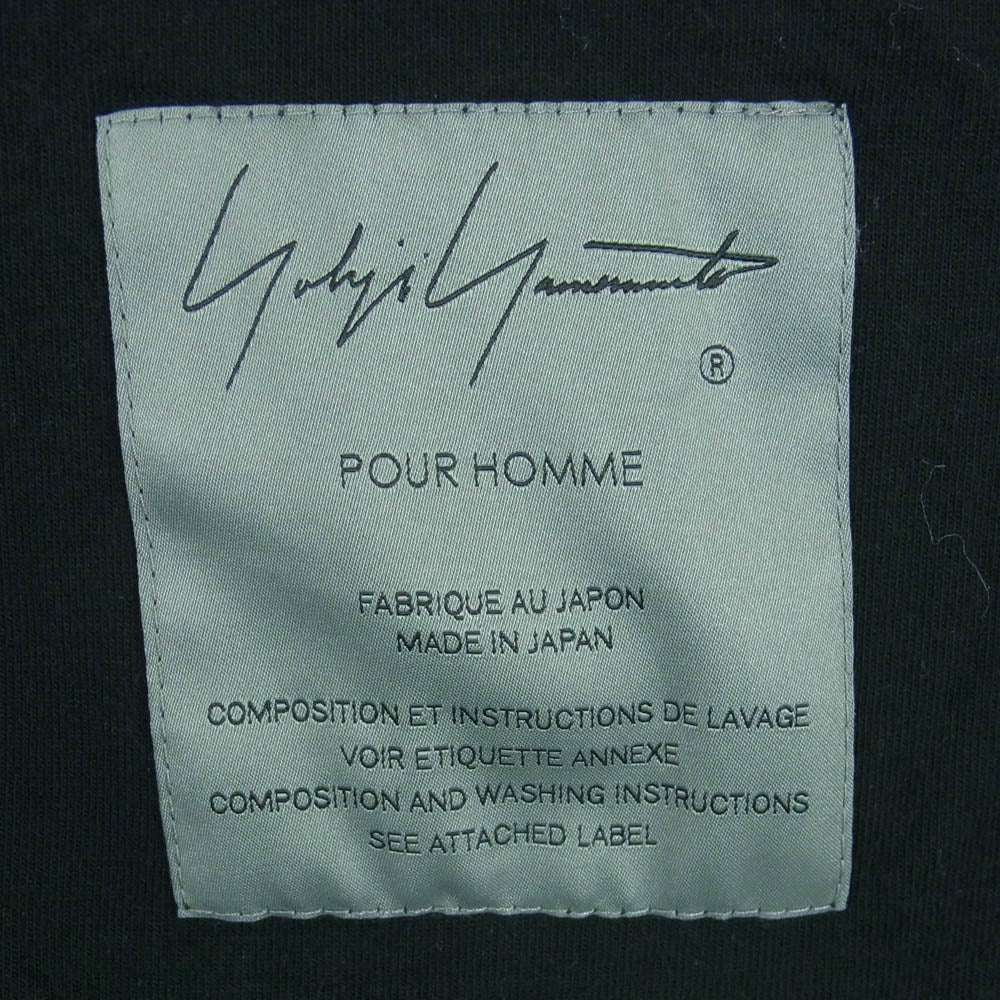 Yohji Yamamoto
®
POUR HOMME
FABRIQUE AU JAPON
MADE IN JAPAN
COMPOSITION ET INSTRUCTIONS DE LAVAGE
VOIR ETIQUETTE ANNEXE
COMPOSITION AND WASHING INSTRUCTIONS
SEE ATTACHED LABEL